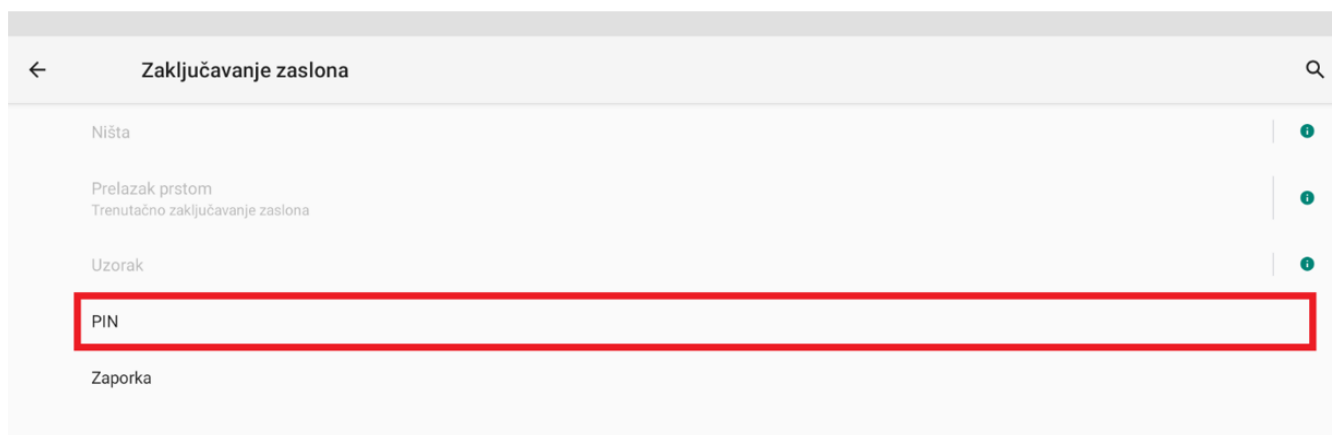 Zaključavanje zaslona
Ništa
Prelazak prstom
Trenutačno zaključavanje zaslona
Uzorak
PIN
Zaporka